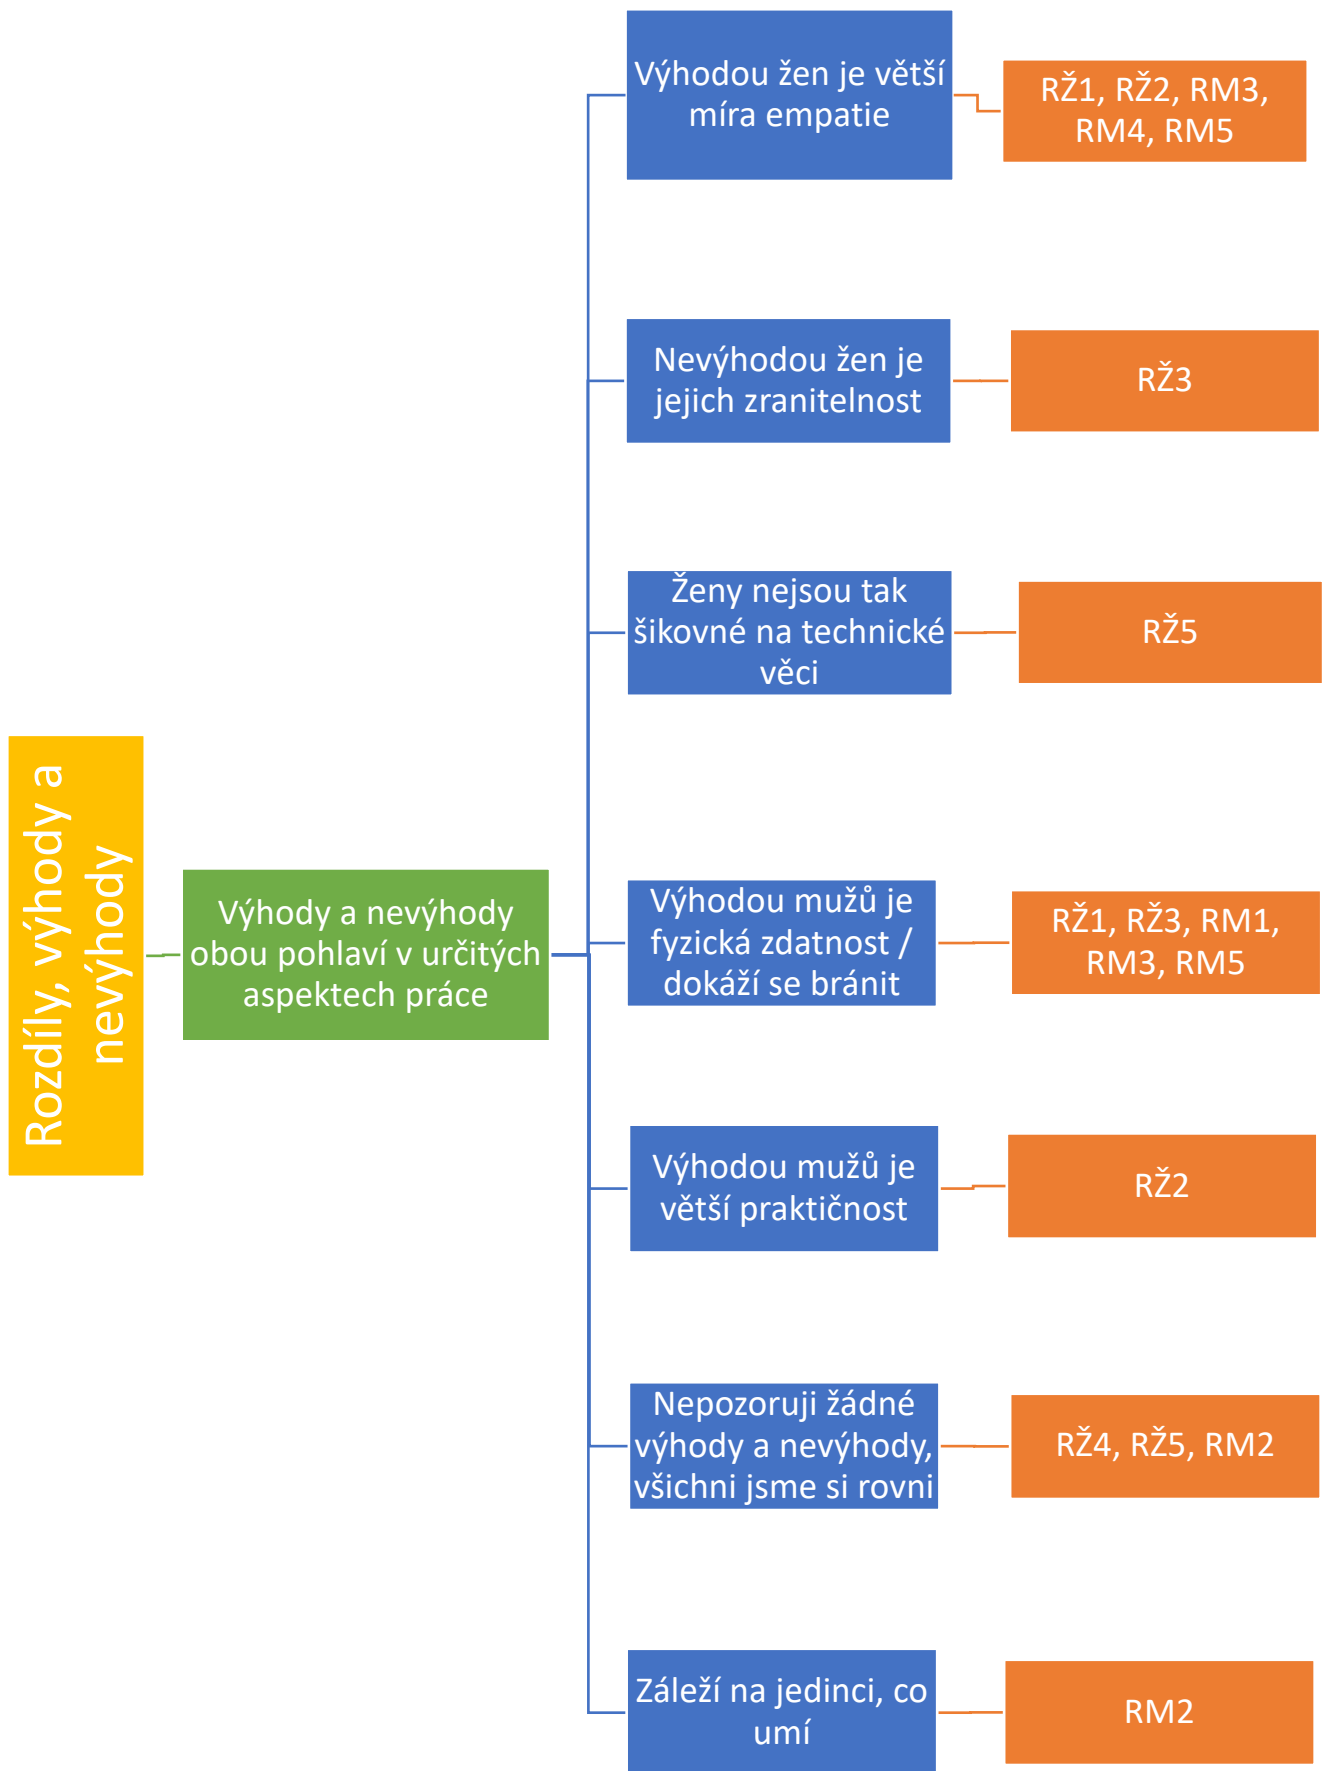 Rozdíly, výhody a
nevýhody
Výhody a nevýhody
obou pohlaví v určitých
aspektech práce
Výhodou žen je větší
míra empatie
RŽ1, RŽ2, RM3,
RM4, RM5
Nevýhodou žen je
jejich zranitelnost
RŽ3
Ženy nejsou tak
šikovné na technické
věci
RŽ5
Výhodou mužů je
fyzická zdatnost /
dokáží se bránit
RŽ1, RŽ3, RM1,
RM3, RM5
Výhodou mužů je
větší praktičnost
RŽ2
Nepozoruji žádné
výhody a nevýhody,
všichni jsme si rovni
RŽ4, RŽ5, RM2
Záleží na jedinci, co
umí
RM2